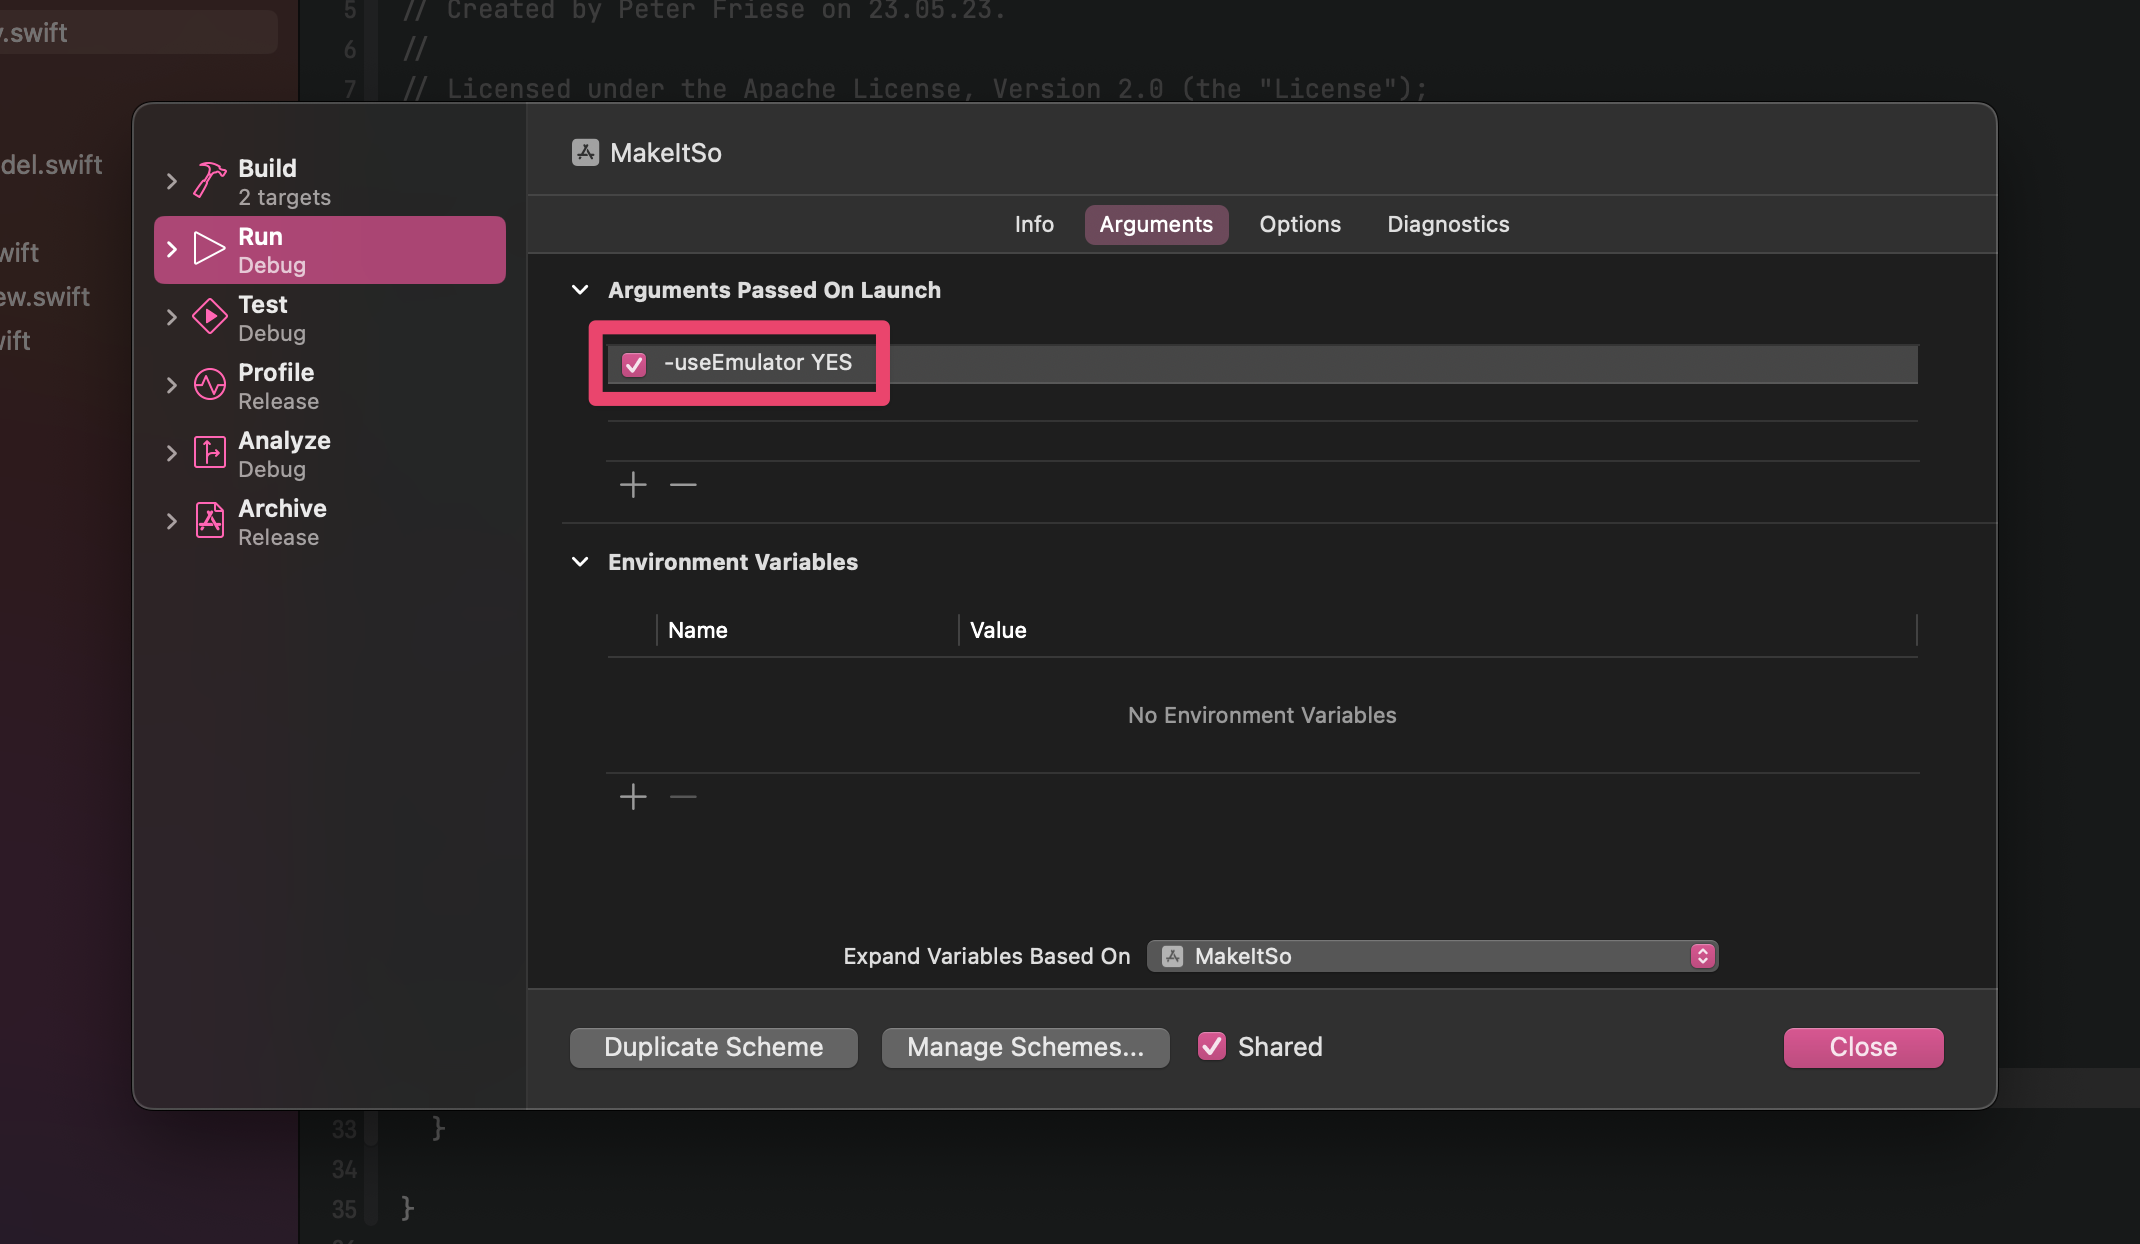 5 // Created by Peter Friese on 23.05.23.
6 //
7 // Licensed under the Apache License, Version 2.0 (the "License");
.swift
del.swift
wift
ew.swift
ift
Build
2 targets
Run
Debug
Test
Debug
Profile
Release
Analyze
Debug
Archive
Release
MakeItSo
Info Arguments Options Diagnostics
Arguments Passed On Launch
-useEmulator YES
Environment Variables
Name Value
No Environment Variables
Expand Variables Based On MakeItSo
Duplicate Scheme Manage Schemes... Shared Close
33 }
34
35 }